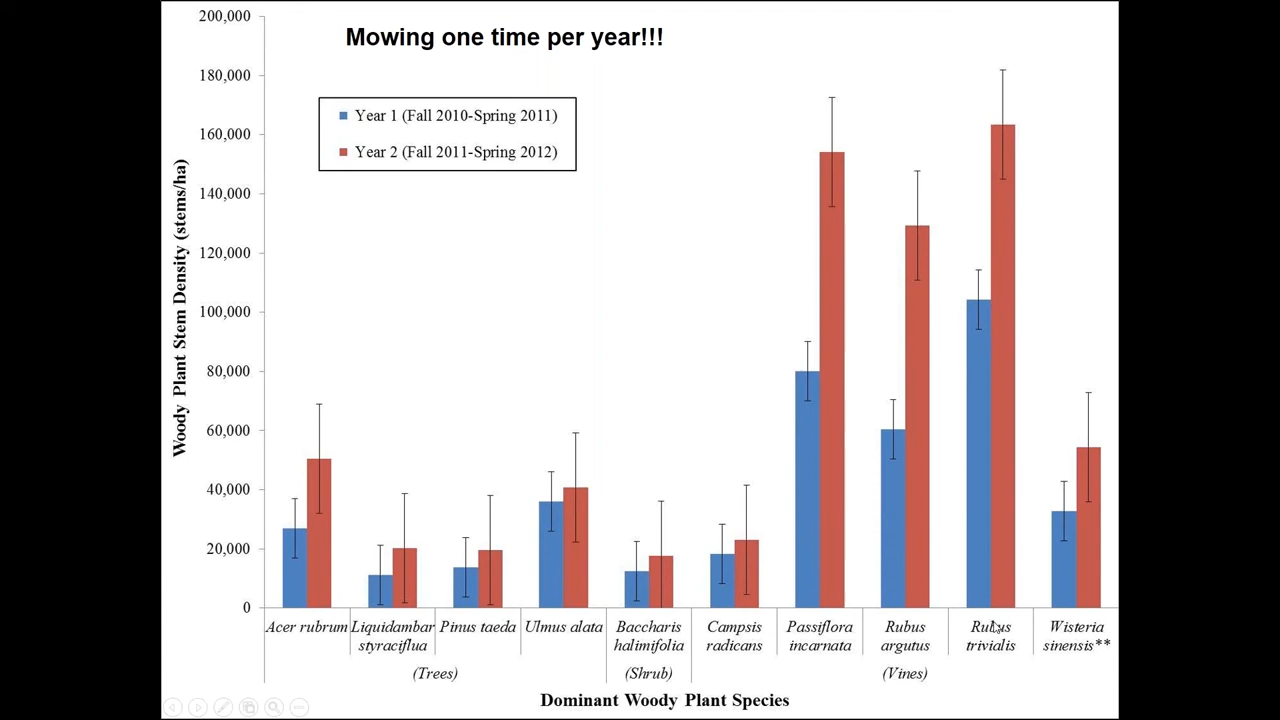 Mowing one time per year!!!
Year 1 (Fall 2010-Spring 2011)
Year 2 (Fall 2011-Spring 2012)
Woody Plant Stem Density (stems/ha)
200,000
180,000
160,000
140,000
120,000
100,000
80,000
60,000
40,000
20,000
0
Acer rubrum
Liquidambar
styraciflua
Pinus taeda
Ulmus alata
Baccharis
halimifolia
Campsis
radicans
Passiflora
incarnata
Rubus
argutus
Rubus
trivialis
Wisteria
sinensis**
(Trees)
(Shrub)
(Vines)
Dominant Woody Plant Species